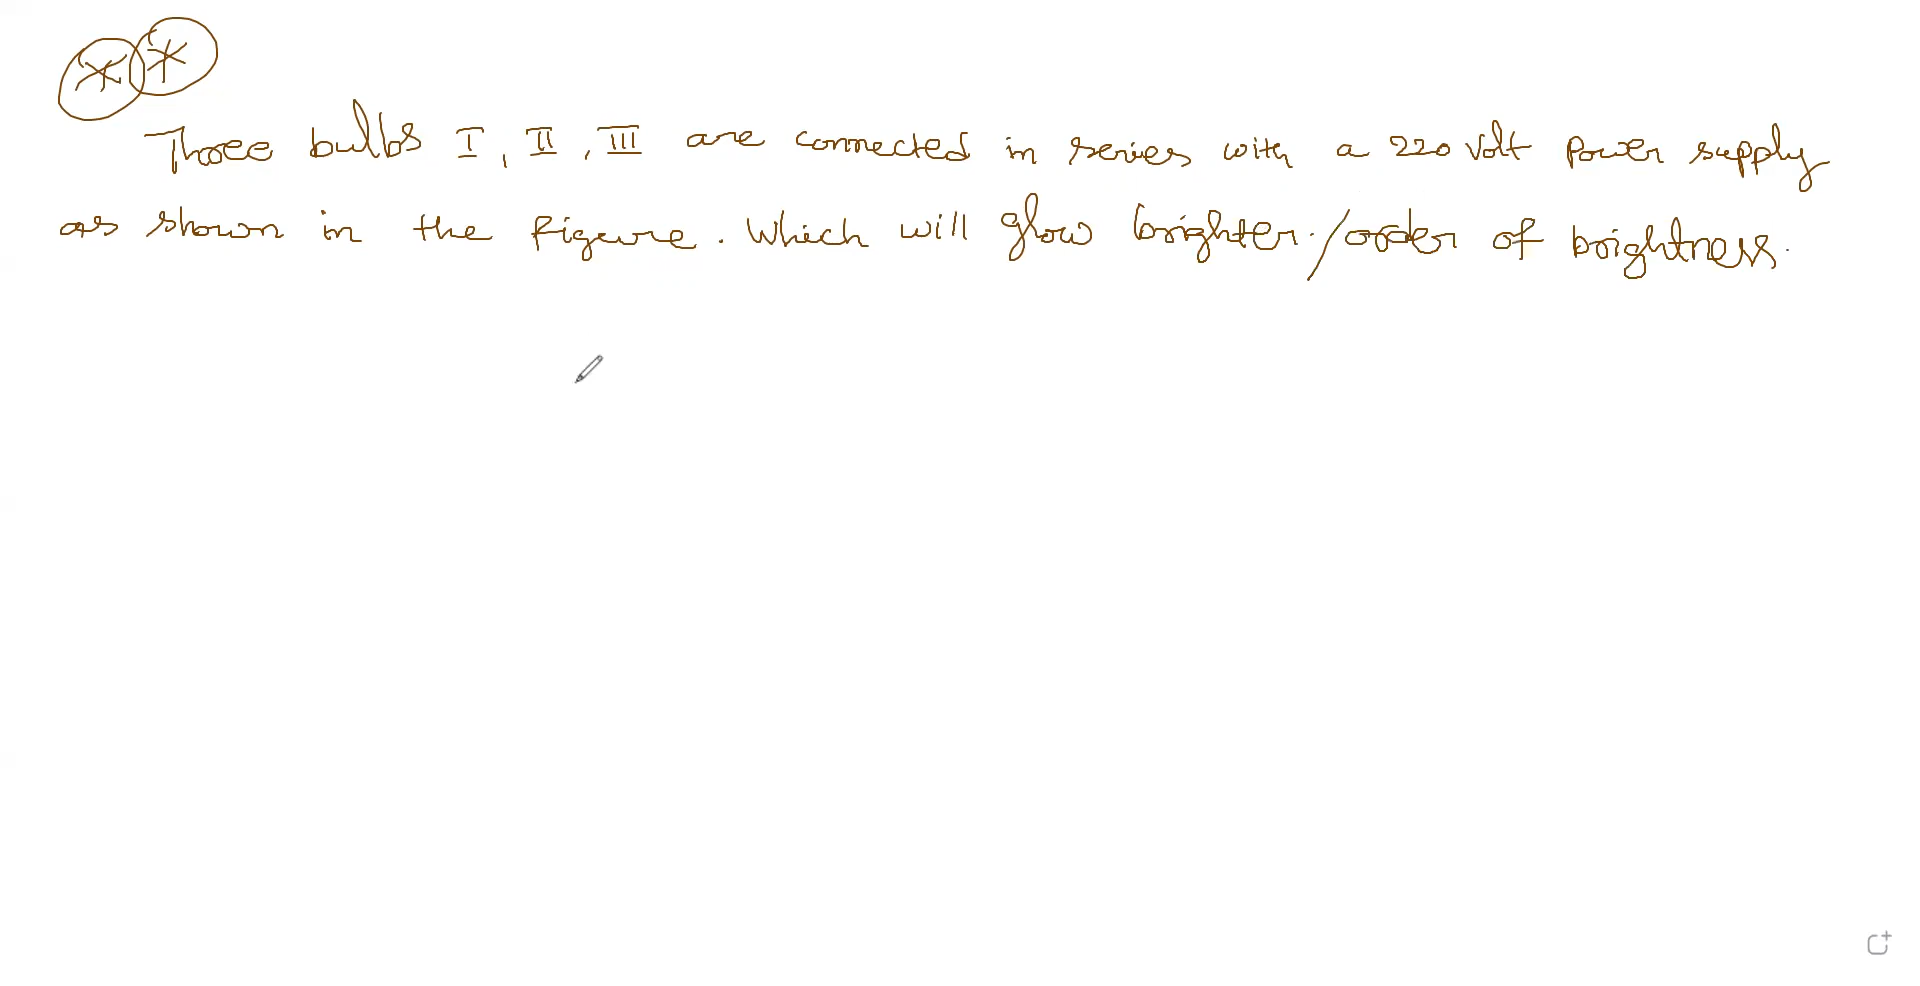 Three bulbs I, II, III are connected in series with a 220 Volt Power supply
as shown in the figure. Which will glow brighter./order of brightness.